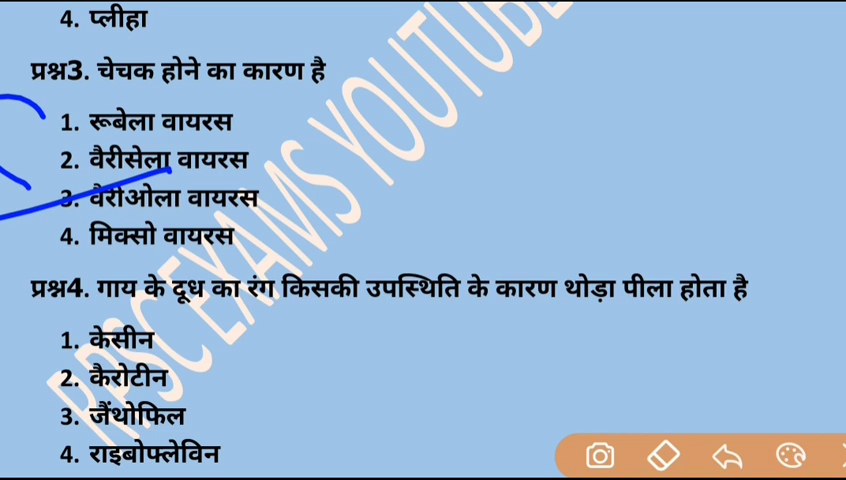 4. प्लीहा
प्रश्न3. चेचक होने का कारण है
1. रूबेला वायरस
2. वैरीसेला वायरस
3. वैरीओला वायरस
4. मिक्सो वायरस
प्रश्न4. गाय के दूध का रंग किसकी उपस्थिति के कारण थोड़ा पीला होता है
1. केसीन
2. कैरोटीन
3. जैंथोफिल
4. राइबोफ्लेविन
RPSC EXAMS YOUTUBE